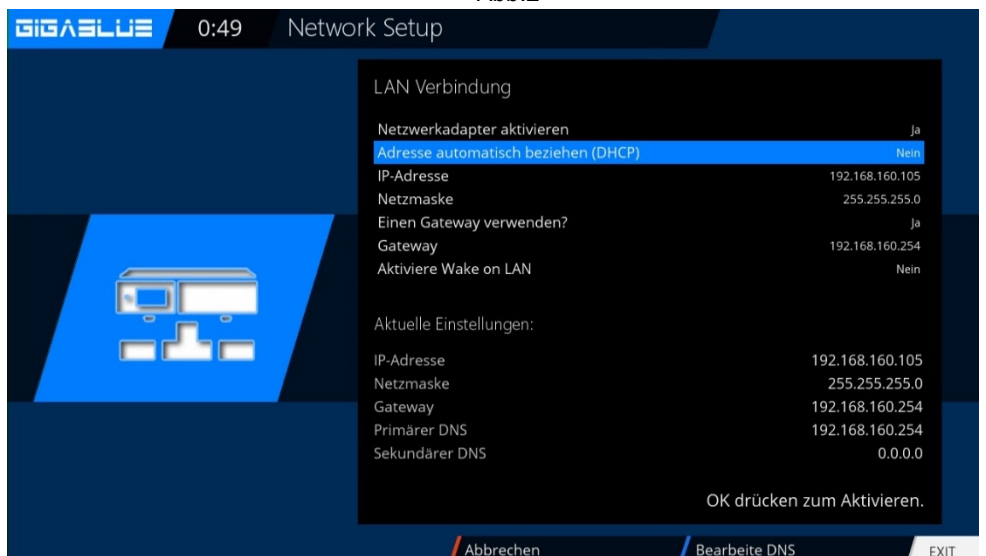 GIGABLUE 0:49 Network Setup
LAN Verbindung
Netzwerkadapter aktivieren Ja
Adresse automatisch beziehen (DHCP) Nein
IP-Adresse 192.168.160.105
Netzmaske 255.255.255.0
Einen Gateway verwenden? Ja
Gateway 192.168.160.254
Aktiviere Wake on LAN Nein
Aktuelle Einstellungen:
IP-Adresse 192.168.160.105
Netzmaske 255.255.255.0
Gateway 192.168.160.254
Primärer DNS 192.168.160.254
Sekundärer DNS 0.0.0.0
OK drücken zum Aktivieren.
Abbrechen Bearbeite DNS EXIT